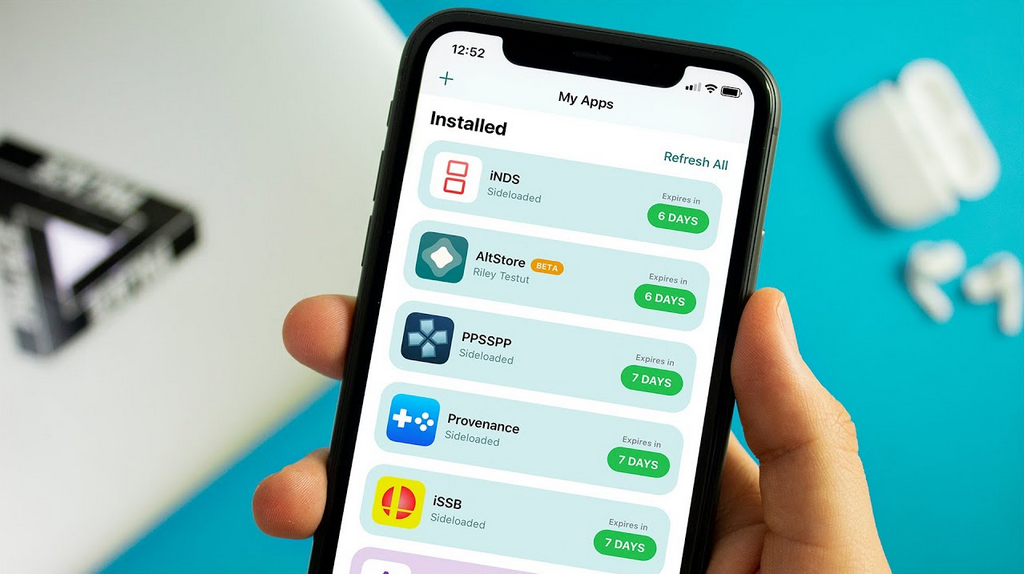 12:52
+
My Apps
Installed
Refresh All
iNDS
Sideloaded
Expires in
6 DAYS
AltStore BETA
Riley Testut
Expires in
6 DAYS
PPSSPP
Sideloaded
Expires in
7 DAYS
Provenance
Sideloaded
Expires in
7 DAYS
iSSB
Sideloaded
Expires in
7 DAYS